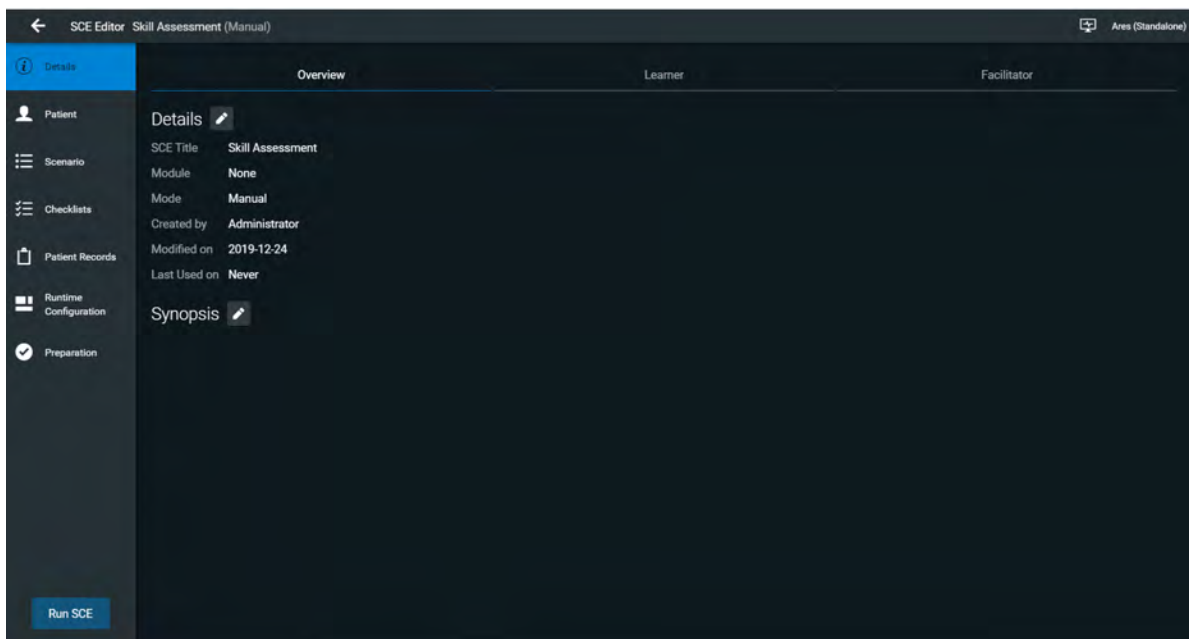 SCE Editor Skill Assessment (Manual)
Ares (Standalone)
Details
Patient
Scenario
Checklists
Patient Records
Runtime
Configuration
Preparation
Run SCE
Overview
Learner
Facilitator
Details
SCE Title Skill Assessment
Module None
Mode Manual
Created by Administrator
Modified on 2019-12-24
Last Used on Never
Synopsis